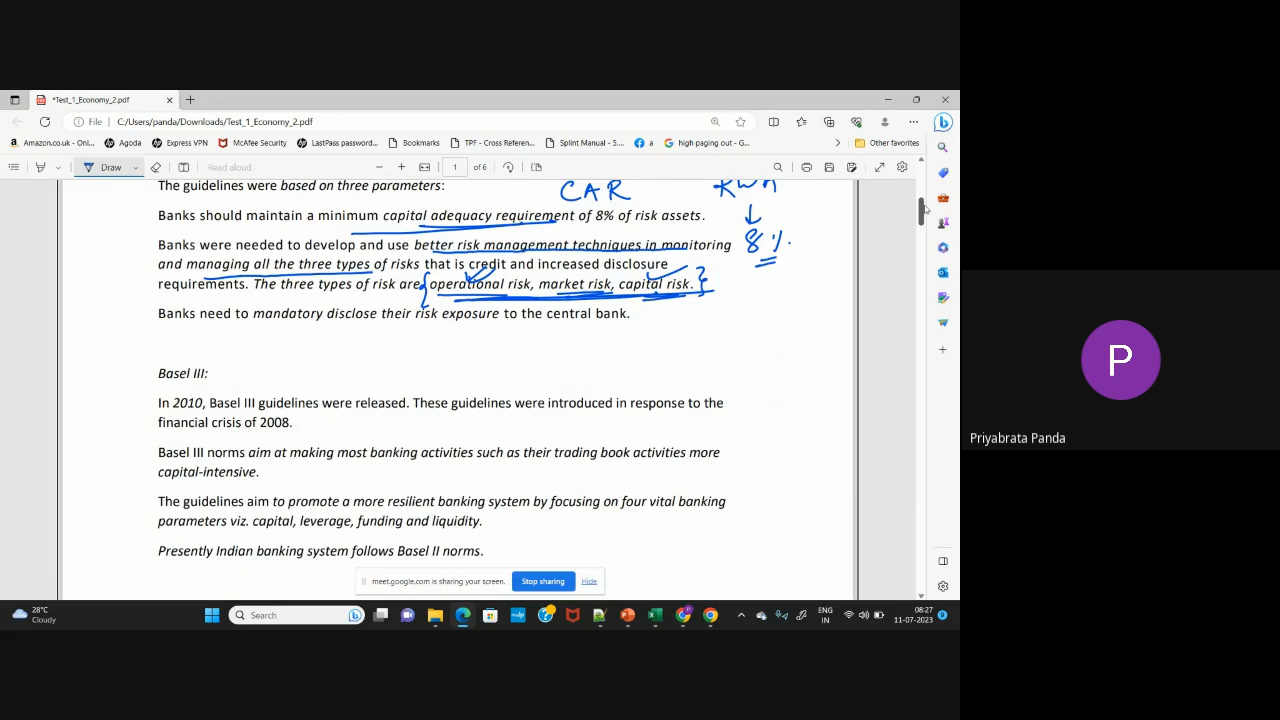 *Test_1_Economy_2.pdf
File C:/Users/panda/Downloads/Test_1_Economy_2.pdf
Amazon.co.uk - Onl... Agoda Express VPN McAfee Security LastPass password... Bookmarks TPF - Cross Referen... Splint Manual - 5.... a high paging out - G... Other favorites
Draw Read aloud 1 of 6
The guidelines were based on three parameters:
CAR RWA
Banks should maintain a minimum capital adequacy requirement of 8% of risk assets.
Banks were needed to develop and use better risk management techniques in monitoring
8%
and managing all the three types of risks that is credit and increased disclosure
requirements. The three types of risk are operational risk, market risk, capital risk.
Banks need to mandatory disclose their risk exposure to the central bank.
Basel III:
In 2010, Basel III guidelines were released. These guidelines were introduced in response to the
financial crisis of 2008.
Basel III norms aim at making most banking activities such as their trading book activities more
capital-intensive.
The guidelines aim to promote a more resilient banking system by focusing on four vital banking
parameters viz. capital, leverage, funding and liquidity.
Presently Indian banking system follows Basel II norms.
meet.google.com is sharing your screen. Stop sharing Hide
28°C
Cloudy
Search
ENG
IN
08:27
11-07-2023
P
Priyabrata Panda